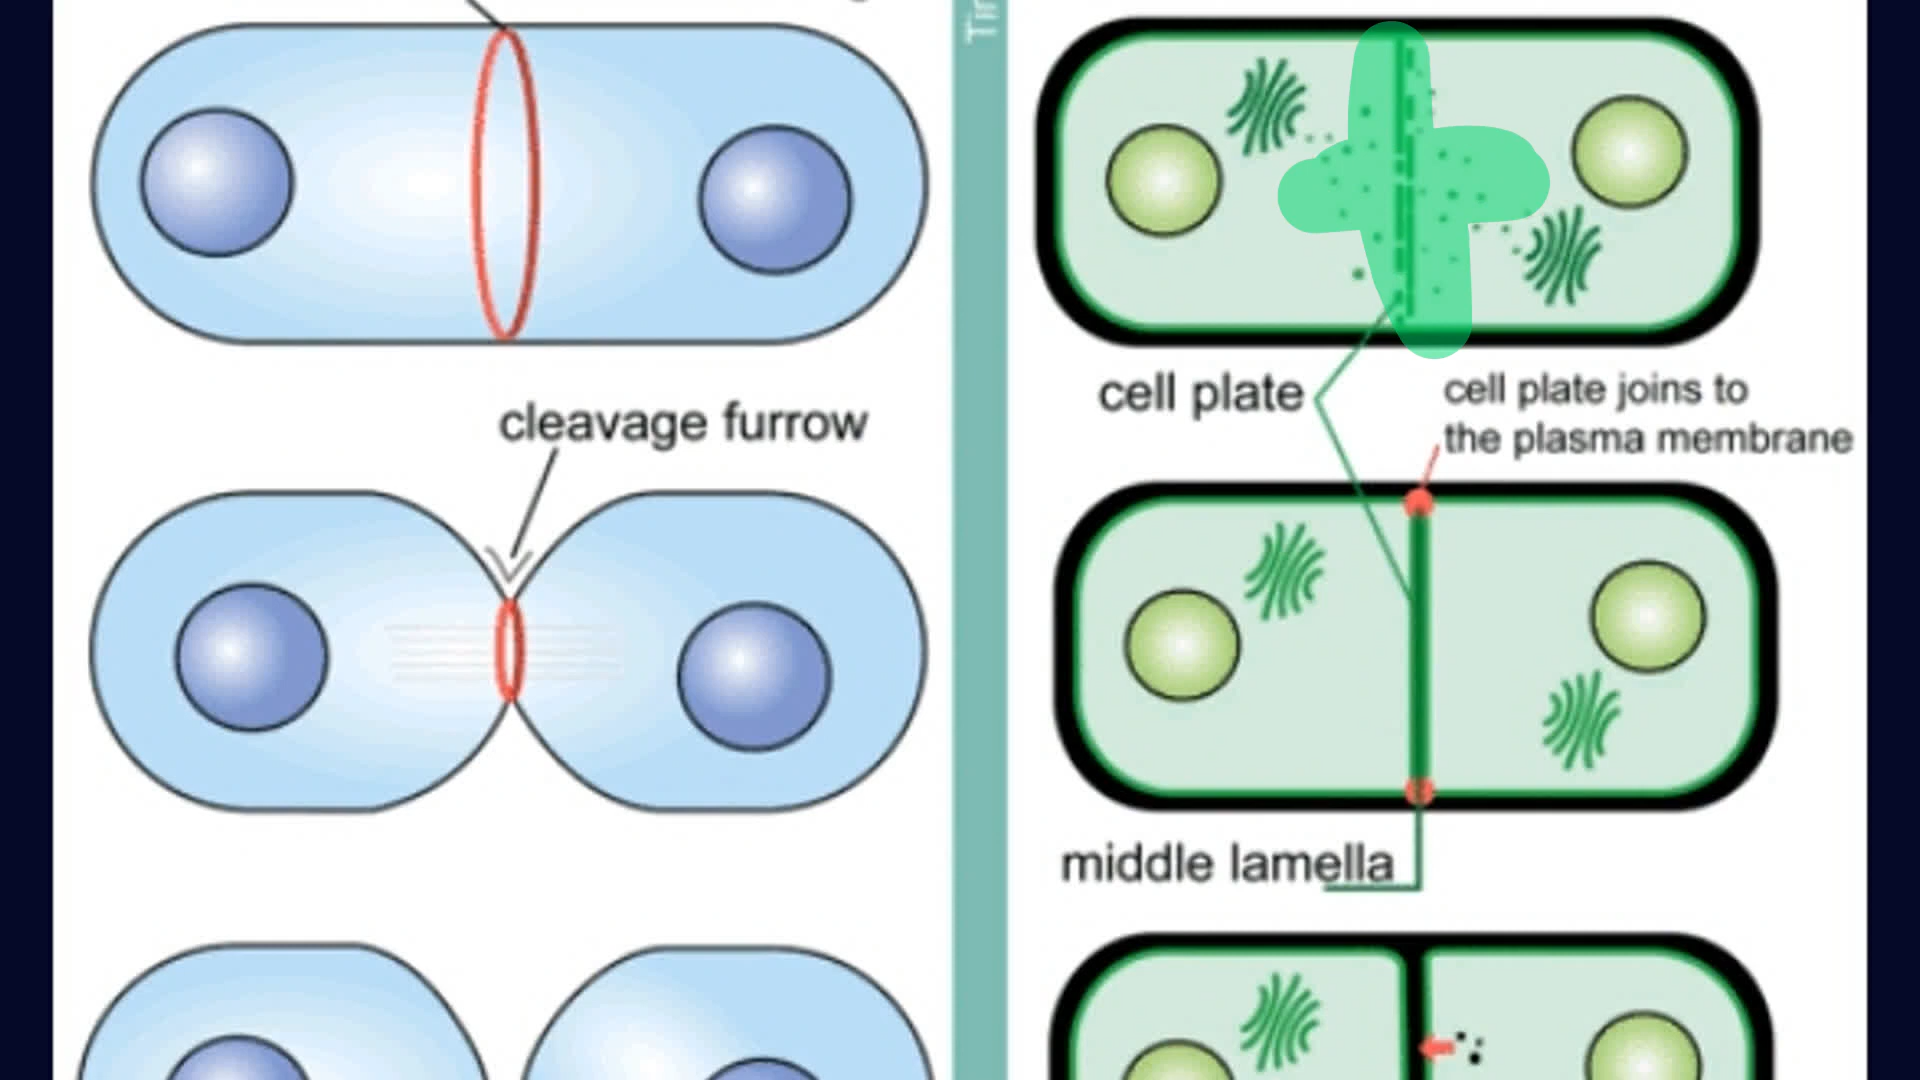 cleavage furrow
cell plate
cell plate joins to
the plasma membrane
middle lamella